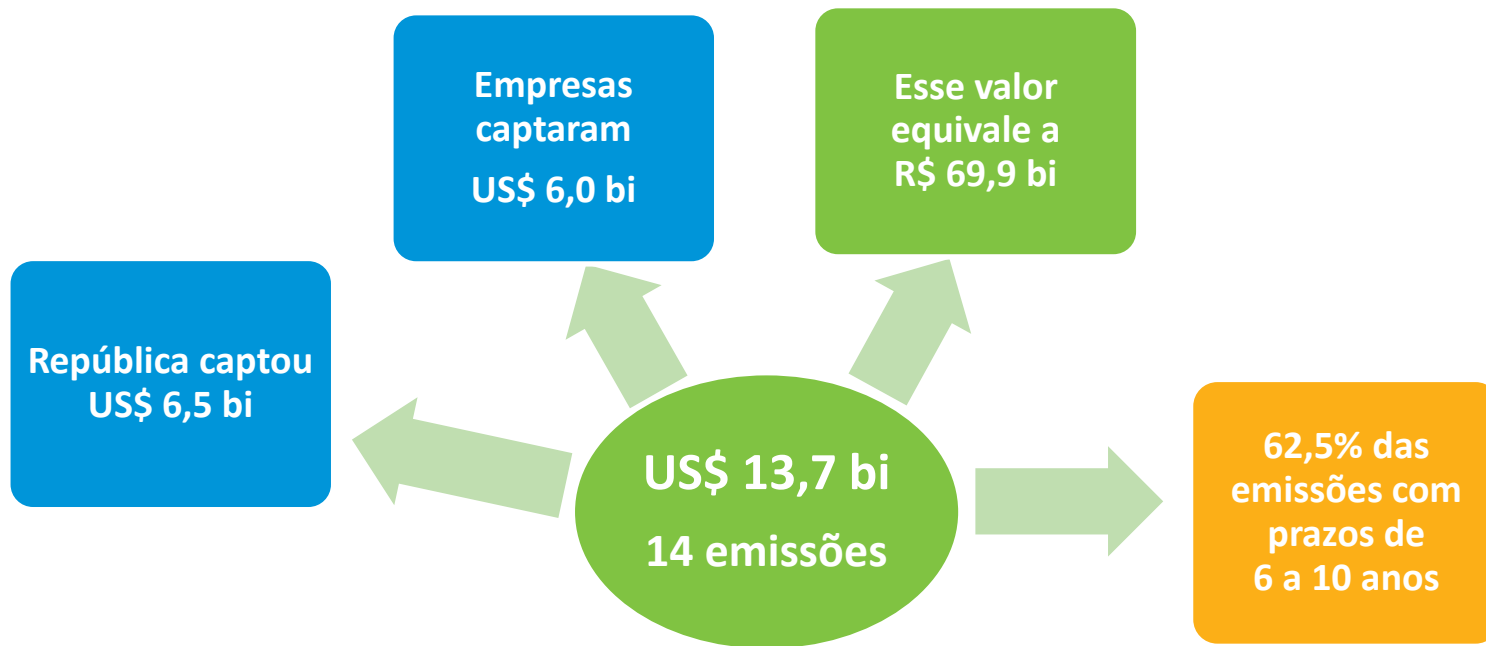 Empresas
captaram
US$ 6,0 bi
Esse valor
equivale a
R$ 69,9 bi
República captou
US$ 6,5 bi
US$ 13,7 bi
14 emissões
62,5% das
emissões com
prazos de
6 a 10 anos